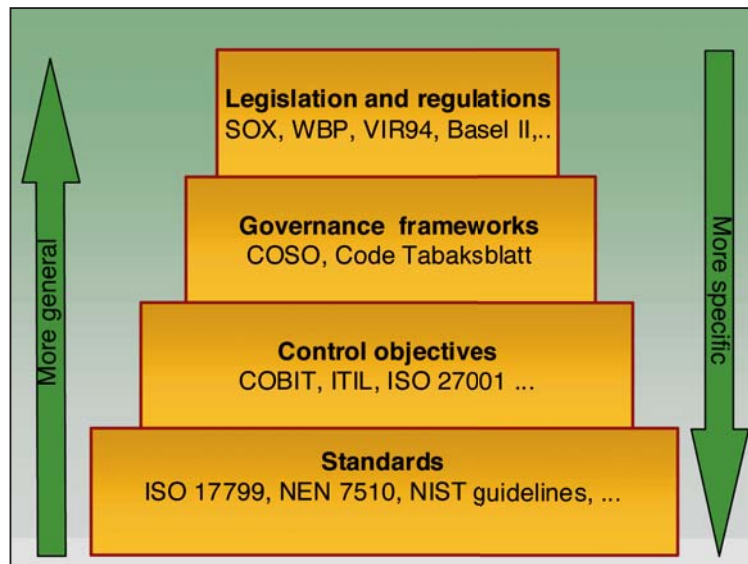 Legislation and regulations
SOX, WBP, VIR94, Basel II,..
Governance frameworks
COSO, Code Tabaksblatt
Control objectives
COBIT, ITIL, ISO 27001 ...
Standards
ISO 17799, NEN 7510, NIST guidelines, ...
More general
More specific